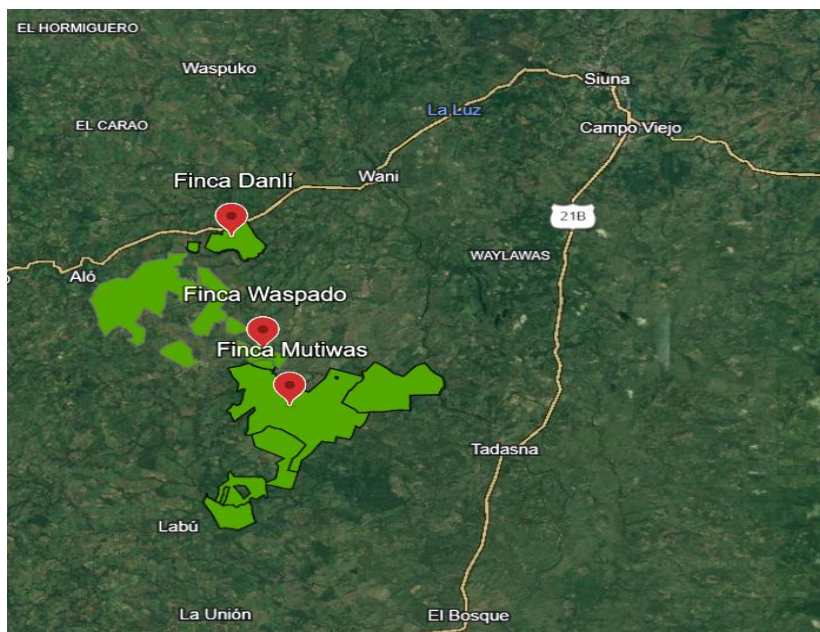 EL HORMIGUERO
Waspuko
Siuna
La Luz
EL CARAO
Campo Viejo
Wani
Finca Danlí
21B
WAYLAWAS
Aló
Finca Waspado
Finca Mutiwas
Tadasna
Labú
La Unión
El Bosque